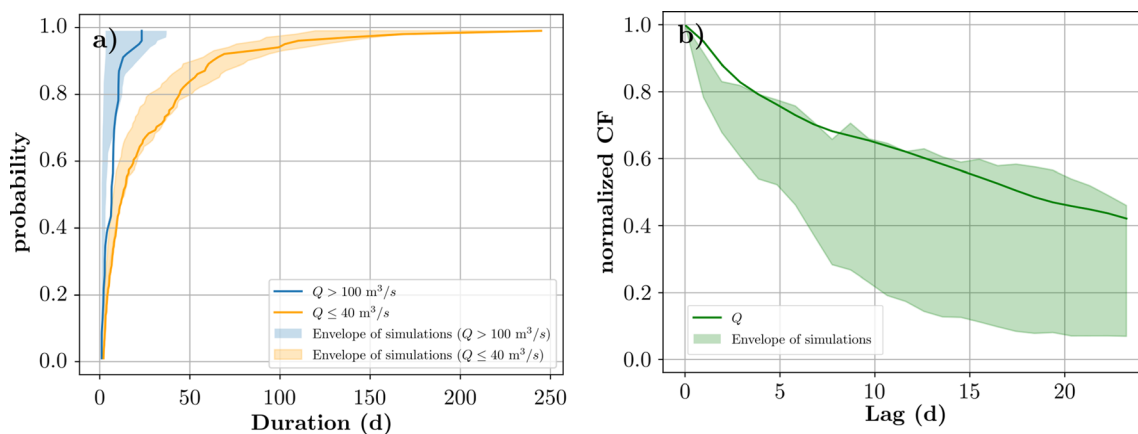 a)
probability
1.0
0.8
0.6
0.4
0.2
0.0
0
50
100
150
200
250
Duration (d)
Q > 100 m³/s
Q ≤ 40 m³/s
Envelope of simulations (Q > 100 m³/s)
Envelope of simulations (Q ≤ 40 m³/s)
b)
normalized CF
1.0
0.8
0.6
0.4
0.2
0.0
0
5
10
15
20
Lag (d)
Q
Envelope of simulations